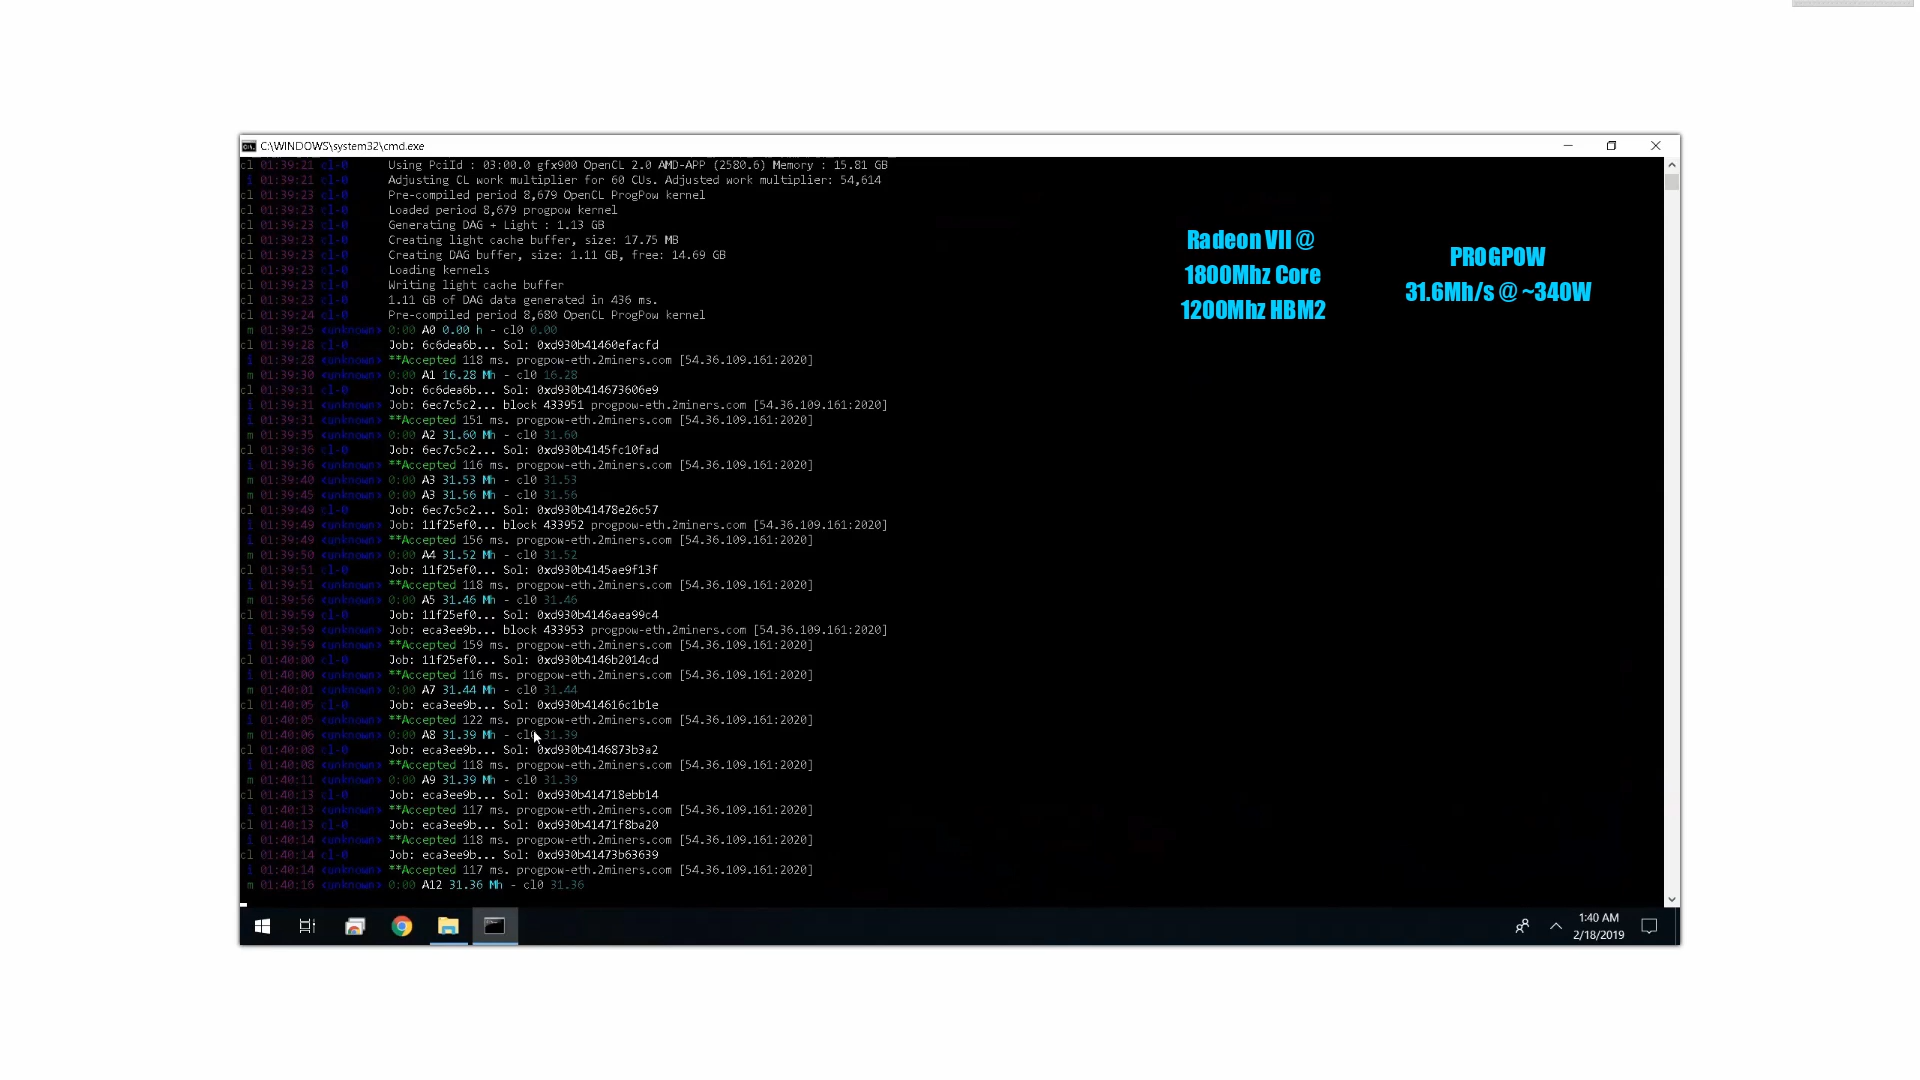 C:\WINDOWS\system32\cmd.exe
cl 01:39:21 cl-0 Using PciId : 03:00.0 gfx900 OpenCL 2.0 AMD-APP (2580.6) Memory : 15.81 GB
i 01:39:21 cl-0 Adjusting CL work multiplier for 60 CUs. Adjusted work multiplier: 54,614
cl 01:39:23 cl-0 Pre-compiled period 8,679 OpenCL ProgPow kernel
cl 01:39:23 cl-0 Loaded period 8,679 progpow kernel
cl 01:39:23 cl-0 Generating DAG + Light : 1.13 GB
cl 01:39:23 cl-0 Creating light cache buffer, size: 17.75 MB
cl 01:39:23 cl-0 Creating DAG buffer, size: 1.11 GB, free: 14.69 GB
cl 01:39:23 cl-0 Loading kernels
cl 01:39:23 cl-0 Writing light cache buffer
cl 01:39:23 cl-0 1.11 GB of DAG data generated in 436 ms.
cl 01:39:24 cl-0 Pre-compiled period 8,680 OpenCL ProgPow kernel
m 01:39:25 <unknown> 0:00 A0 0.00 h - cl0 0.00
cl 01:39:28 cl-0 Job: 6c6dea6b... Sol: 0xd930b41460efacfd
i 01:39:28 <unknown> **Accepted 118 ms. progpow-eth.2miners.com [54.36.109.161:2020]
m 01:39:30 <unknown> 0:00 A1 16.28 Mh - cl0 16.28
cl 01:39:31 cl-0 Job: 6c6dea6b... Sol: 0xd930b414673606e9
i 01:39:31 <unknown> Job: 6ec7c5c2... block 433951 progpow-eth.2miners.com [54.36.109.161:2020]
i 01:39:31 <unknown> **Accepted 151 ms. progpow-eth.2miners.com [54.36.109.161:2020]
m 01:39:35 <unknown> 0:00 A2 31.60 Mh - cl0 31.60
cl 01:39:36 cl-0 Job: 6ec7c5c2... Sol: 0xd930b4145fc10fad
i 01:39:36 <unknown> **Accepted 116 ms. progpow-eth.2miners.com [54.36.109.161:2020]
m 01:39:40 <unknown> 0:00 A3 31.53 Mh - cl0 31.53
m 01:39:45 <unknown> 0:00 A3 31.56 Mh - cl0 31.56
cl 01:39:49 cl-0 Job: 6ec7c5c2... Sol: 0xd930b41478e26c57
i 01:39:49 <unknown> Job: 11f25ef0... block 433952 progpow-eth.2miners.com [54.36.109.161:2020]
i 01:39:49 <unknown> **Accepted 156 ms. progpow-eth.2miners.com [54.36.109.161:2020]
m 01:39:50 <unknown> 0:00 A4 31.52 Mh - cl0 31.52
cl 01:39:51 cl-0 Job: 11f25ef0... Sol: 0xd930b4145ae9f13f
i 01:39:51 <unknown> **Accepted 118 ms. progpow-eth.2miners.com [54.36.109.161:2020]
m 01:39:56 <unknown> 0:00 A5 31.46 Mh - cl0 31.46
cl 01:39:59 cl-0 Job: 11f25ef0... Sol: 0xd930b4146aea99c4
i 01:39:59 <unknown> Job: eca3ee9b... block 433953 progpow-eth.2miners.com [54.36.109.161:2020]
i 01:39:59 <unknown> **Accepted 159 ms. progpow-eth.2miners.com [54.36.109.161:2020]
cl 01:40:00 cl-0 Job: 11f25ef0... Sol: 0xd930b4146b2014cd
i 01:40:00 <unknown> **Accepted 116 ms. progpow-eth.2miners.com [54.36.109.161:2020]
m 01:40:01 <unknown> 0:00 A7 31.44 Mh - cl0 31.44
cl 01:40:05 cl-0 Job: eca3ee9b... Sol: 0xd930b414616c1b1e
i 01:40:05 <unknown> **Accepted 122 ms. progpow-eth.2miners.com [54.36.109.161:2020]
m 01:40:06 <unknown> 0:00 A8 31.39 Mh - cl0 31.39
cl 01:40:08 cl-0 Job: eca3ee9b... Sol: 0xd930b4146873b3a2
i 01:40:08 <unknown> **Accepted 118 ms. progpow-eth.2miners.com [54.36.109.161:2020]
m 01:40:11 <unknown> 0:00 A9 31.39 Mh - cl0 31.39
cl 01:40:13 cl-0 Job: eca3ee9b... Sol: 0xd930b414718ebb14
i 01:40:13 <unknown> **Accepted 117 ms. progpow-eth.2miners.com [54.36.109.161:2020]
cl 01:40:13 cl-0 Job: eca3ee9b... Sol: 0xd930b41471f8ba20
i 01:40:14 <unknown> **Accepted 118 ms. progpow-eth.2miners.com [54.36.109.161:2020]
cl 01:40:14 cl-0 Job: eca3ee9b... Sol: 0xd930b41473b63639
i 01:40:14 <unknown> **Accepted 117 ms. progpow-eth.2miners.com [54.36.109.161:2020]
m 01:40:16 <unknown> 0:00 A12 31.36 Mh - cl0 31.36
Radeon VII @
1800Mhz Core
1200Mhz HBM2
PROGPOW
31.6Mh/s @ ~340W
1:40 AM
2/18/2019